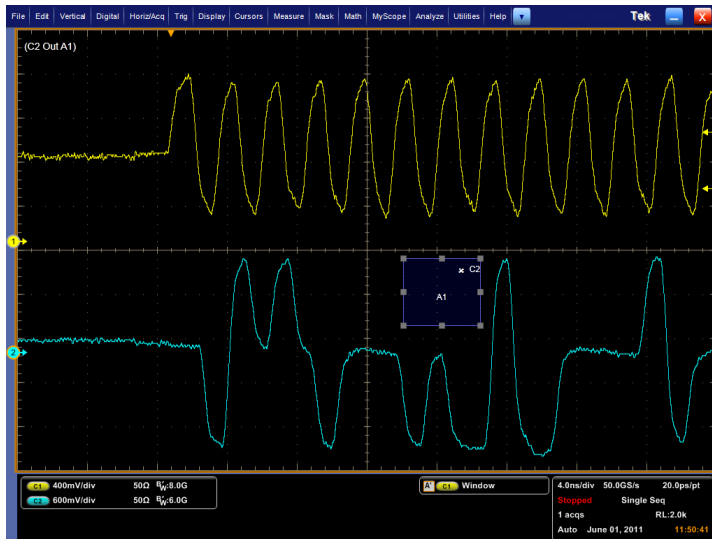 File Edit Vertical Digital Horiz/Acq Trig Display Cursors Measure Mask Math MyScope Analyze Utilities Help Tek X
(C2 Out A1)
1
C2
A1
2
C1 400mV/div 50Ω BW:8.0G
C2 600mV/div 50Ω BW:6.0G
A' C1 Window
4.0ns/div 50.0GS/s 20.0ps/pt
Stopped Single Seq
1 acqs RL:2.0k
Auto June 01, 2011 11:50:41